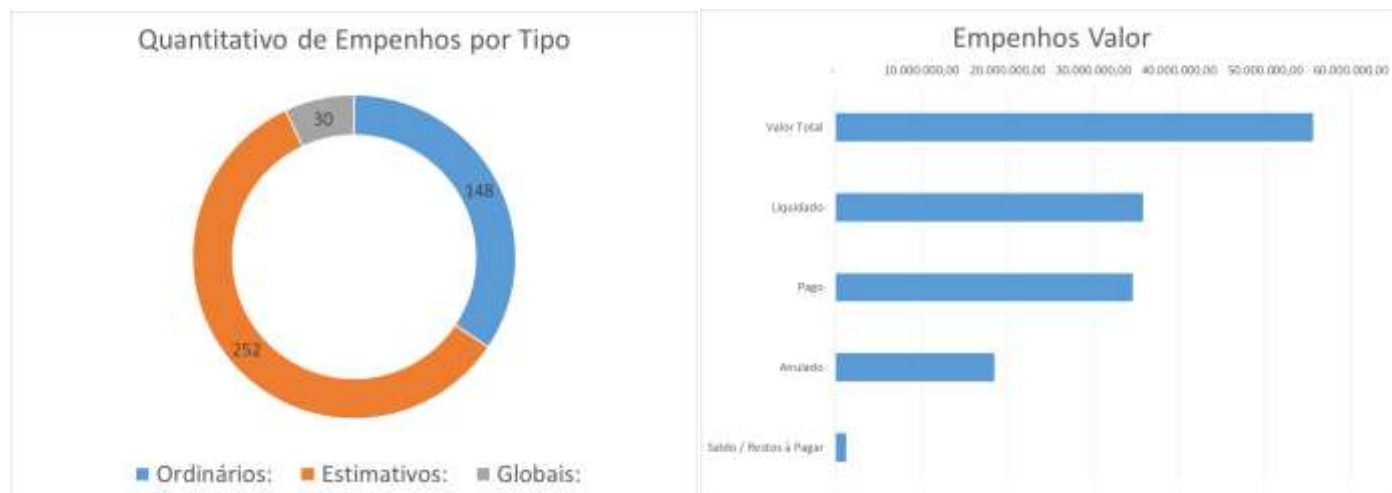 Quantitativo de Empenhos por Tipo
30
148
252
Ordinários: Estimativos: Globais:
Empenhos Valor
- 10.000.000,00 20.000.000,00 30.000.000,00 40.000.000,00 50.000.000,00 60.000.000,00
Valor Total
Liquidado
Pago
Anulado
Saldo / Restos à Pagar